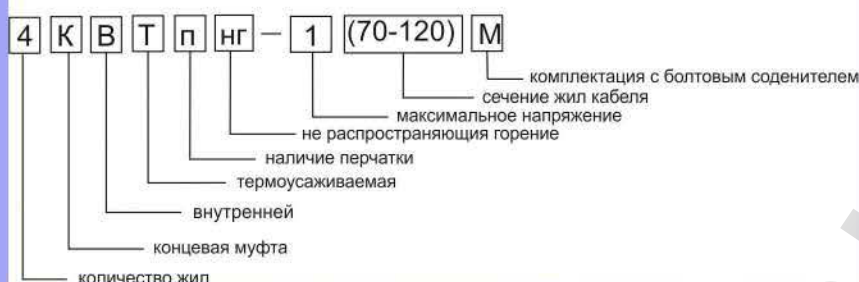 4 К В Т п нг – 1 (70-120) М
комплектация с болтовым соденителем
сечение жил кабеля
максимальное напряжение
не распространяющия горение
наличие перчатки
термоусаживаемая
внутренней
концевая муфта
количество жил